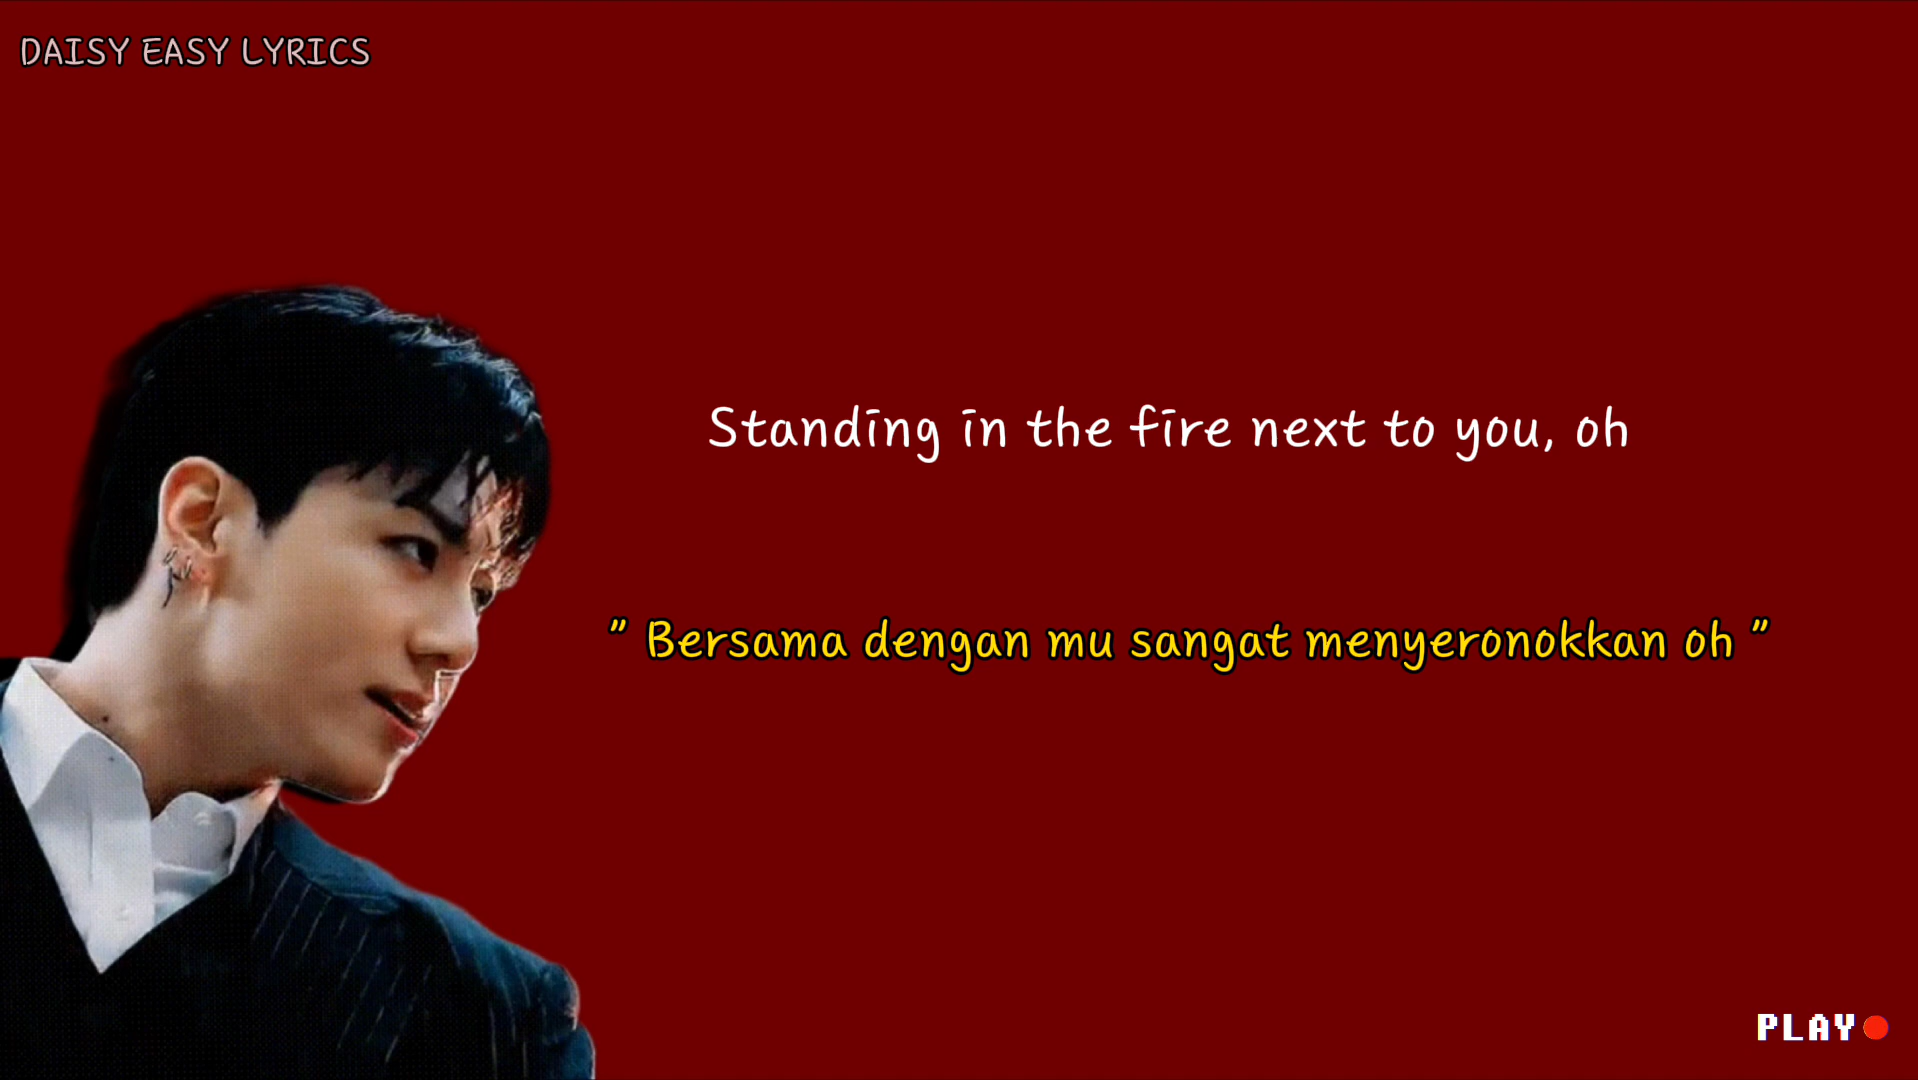 DAISY EASY LYRICS
Standing in the fire next to you, oh
" Bersama dengan mu sangat menyeronokkan oh "
PLAY